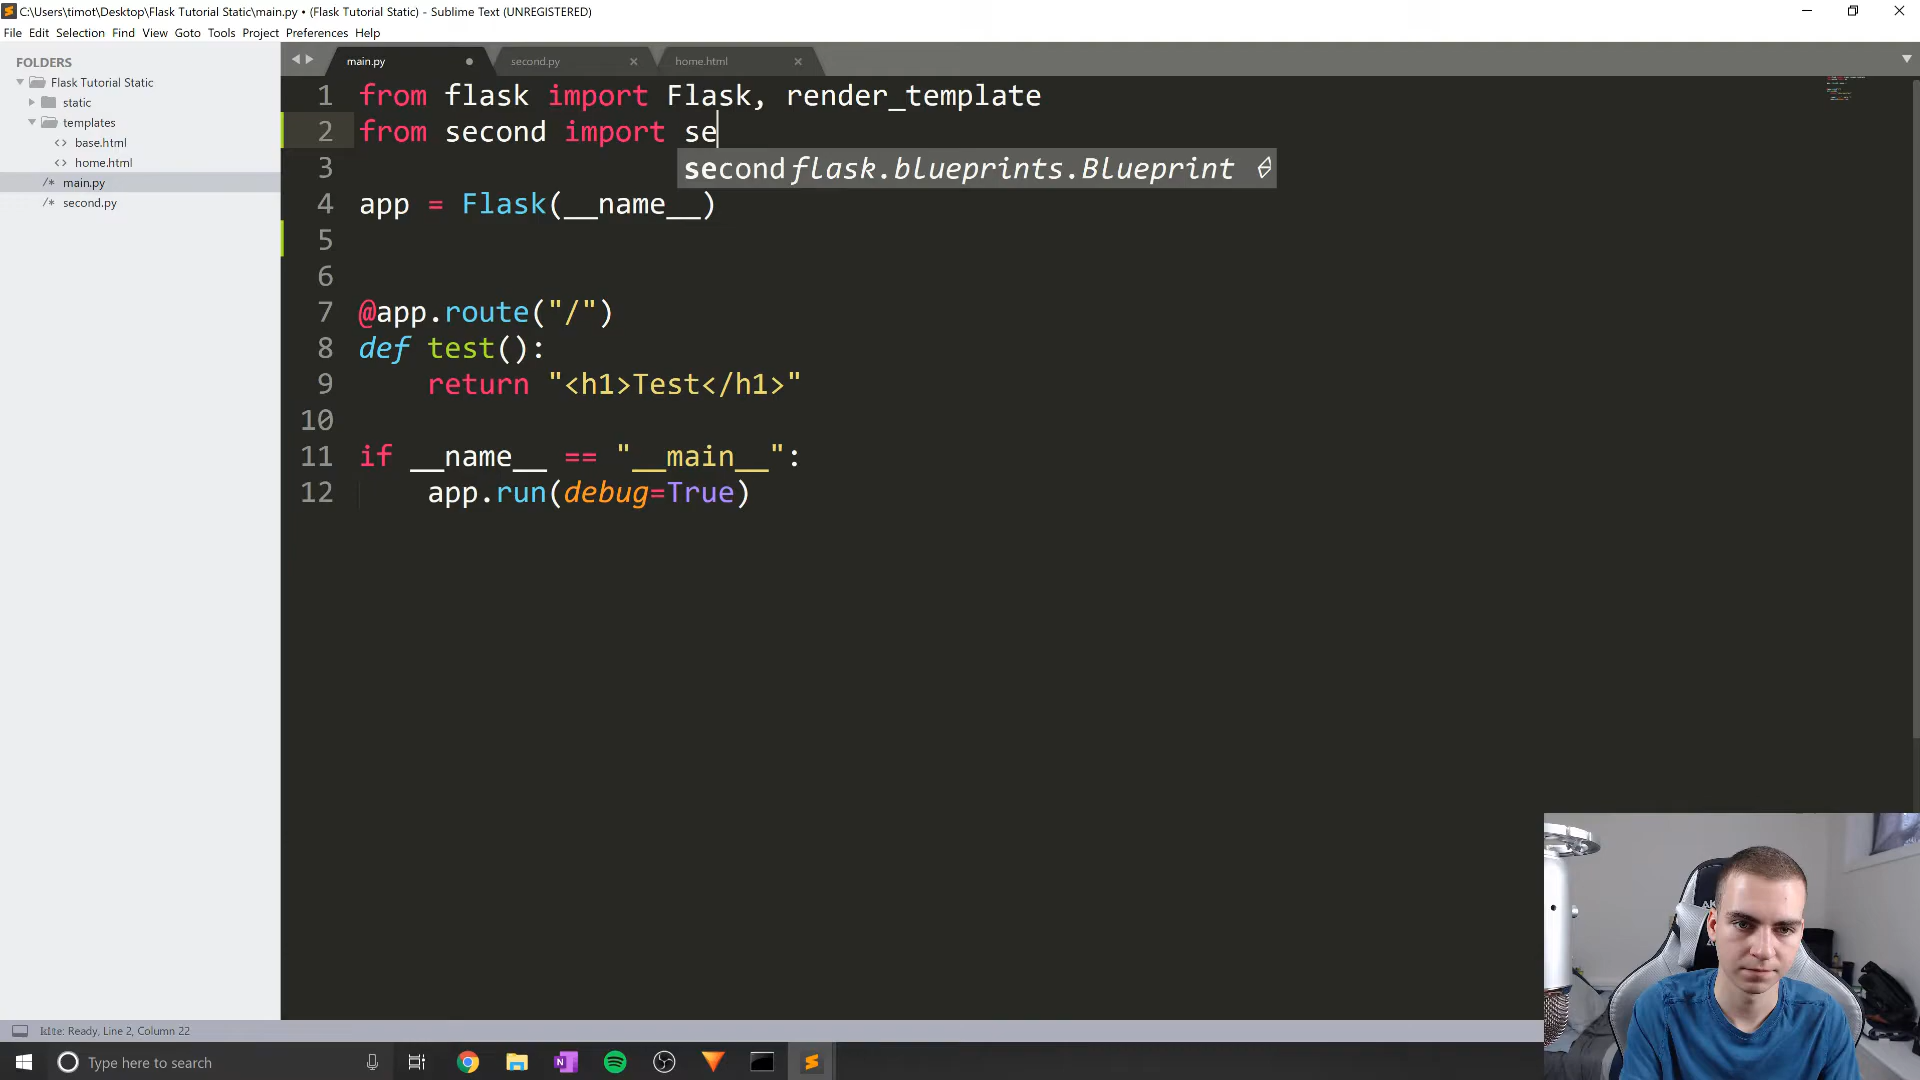 C:\Users\timot\Desktop\Flask Tutorial Static\main.py • (Flask Tutorial Static) - Sublime Text (UNREGISTERED)
File Edit Selection Find View Goto Tools Project Preferences Help
FOLDERS
Flask Tutorial Static
static
templates
base.html
home.html
main.py
second.py
main.py second.py home.html
1 from flask import Flask, render_template
2 from second import se
second flask.blueprints.Blueprint
3
4 app = Flask(__name__)
5
6
7 @app.route("/")
8 def test():
9 return "<h1>Test</h1>"
10
11 if __name__ == "__main__":
12 app.run(debug=True)
kite: Ready, Line 2, Column 22
Type here to search